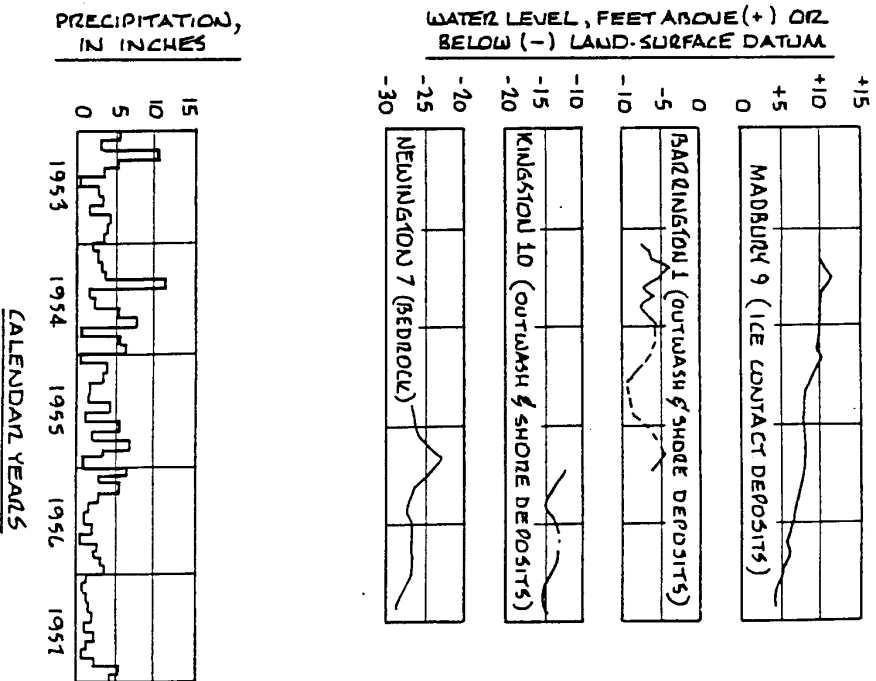 WATER LEVEL, FEET ABOVE (+) OR
BELOW (-) LAND-SURFACE DATUM
+15
+10
+5
0
MADBURY 9 (ICE CONTACT DEPOSITS)
0
-5
-10
BARRINGTON 1 (OUTWASH & SHORE DEPOSITS)
-10
-15
-20
KINGSTON 10 (OUTWASH & SHORE DEPOSITS)
-20
-25
-30
NEWINGTON 7 (BEDROCK)
PRECIPITATION,
IN INCHES
15
10
5
0
1953 1954 1955 1956 1957
CALENDAR YEARS